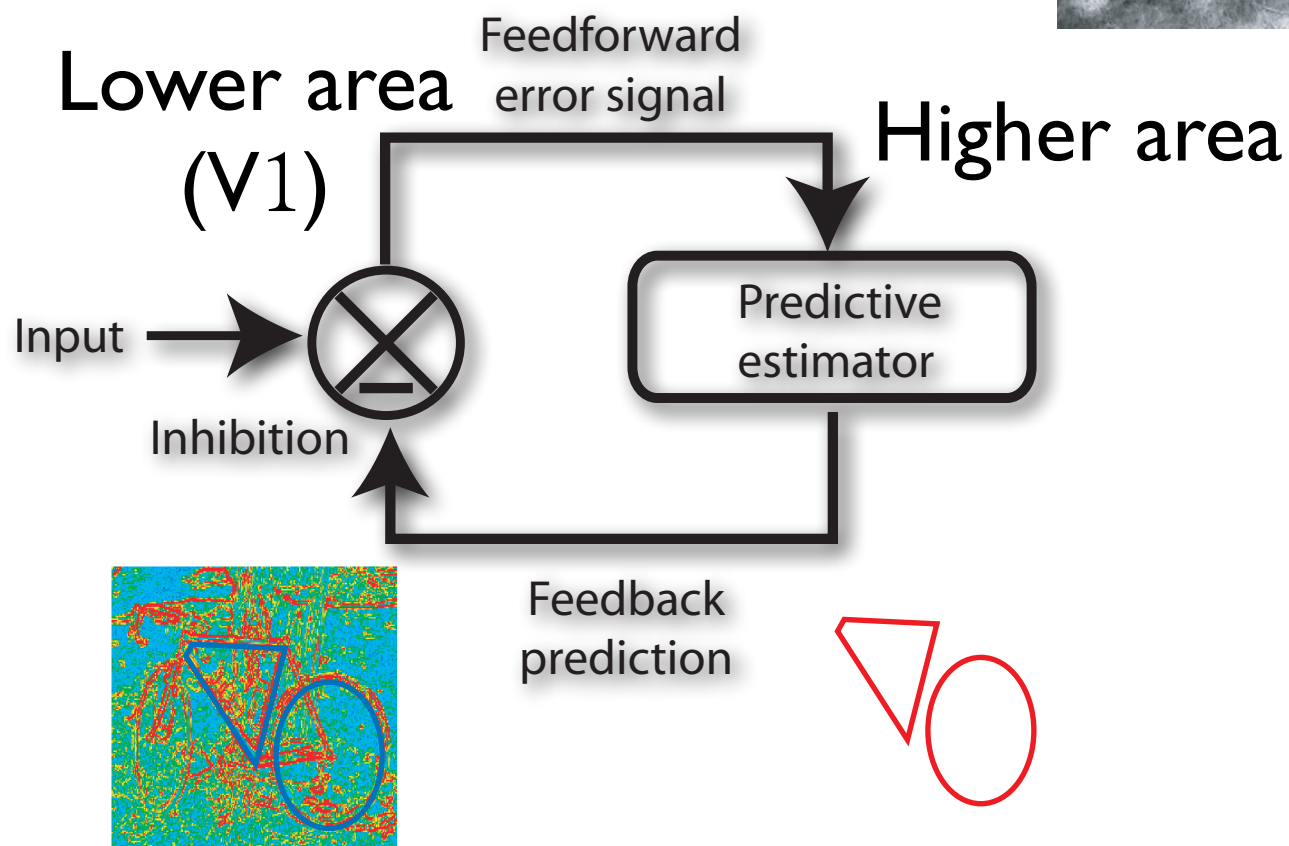 Feedforward
error signal
Lower area
(V1)
Higher area
Input
Predictive
estimator
Inhibition
Feedback
prediction